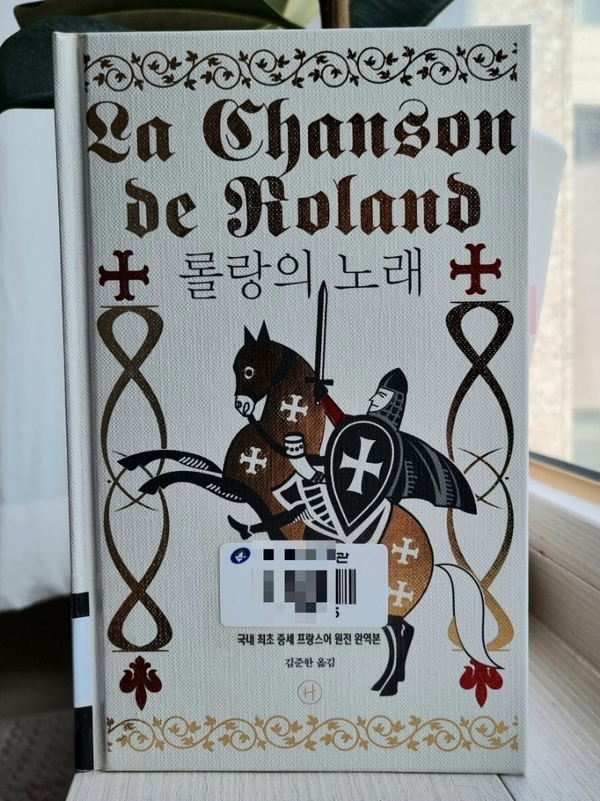 La Chanson
de Roland
롤랑의 노래
관
국내 최초 중세 프랑스어 원전 완역본
김준한 옮김
H